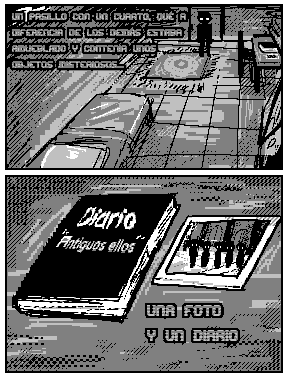 UN PASILLO CON UN CUARTO, QUE A
DIFERENCIA DE LOS DEMÁS ESTABA
AMUEBLADO Y CONTENÍA UNOS
OBJETOS MISTERIOSOS
Diario
"Antiguos ellos"
UNA FOTO
Y UN DIARIO